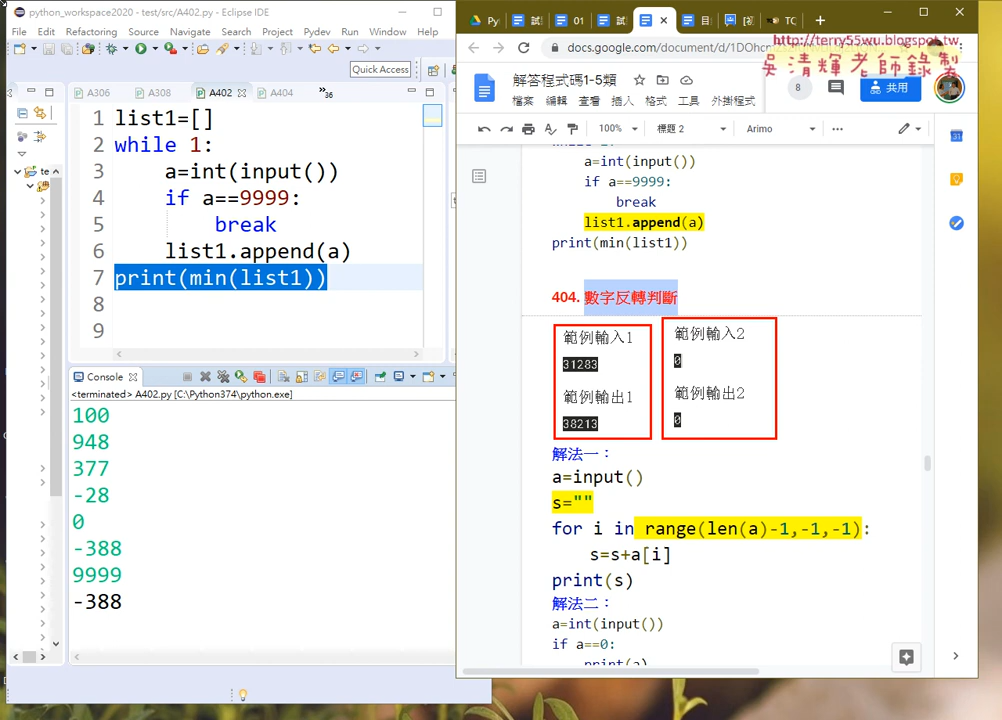 python_workspace2020 - test/src/A402.py - Eclipse IDE
File Edit Refactoring Source Navigate Search Project Pydev Run Window Help
Quick Access
A306 A308 A402 A404 »36
1 list1=[]
2 while 1:
3 a=int(input())
4 if a==9999:
5 break
6 list1.append(a)
7 print(min(list1))
8
9
Console
<terminated> A402.py [C:\Python374\python.exe]
100
948
377
-28
0
-388
9999
-388
docs.google.com/document/d/1DOhc
http://terry55wu.blogspot.tw
吳清輝老師錄製
解答程式碼1-5類
檔案 編輯 查看 插入 格式 工具 外掛程式
8
共用
100% 標題 2 Arimo
a=int(input())
if a==9999:
break
list1.append(a)
print(min(list1))
404. 數字反轉判斷
範例輸入1
31283
範例輸出1
38213
範例輸入2
0
範例輸出2
0
解法一：
a=input()
s=""
for i in range(len(a)-1,-1,-1):
s=s+a[i]
print(s)
解法二：
a=int(input())
if a==0:
print(a)